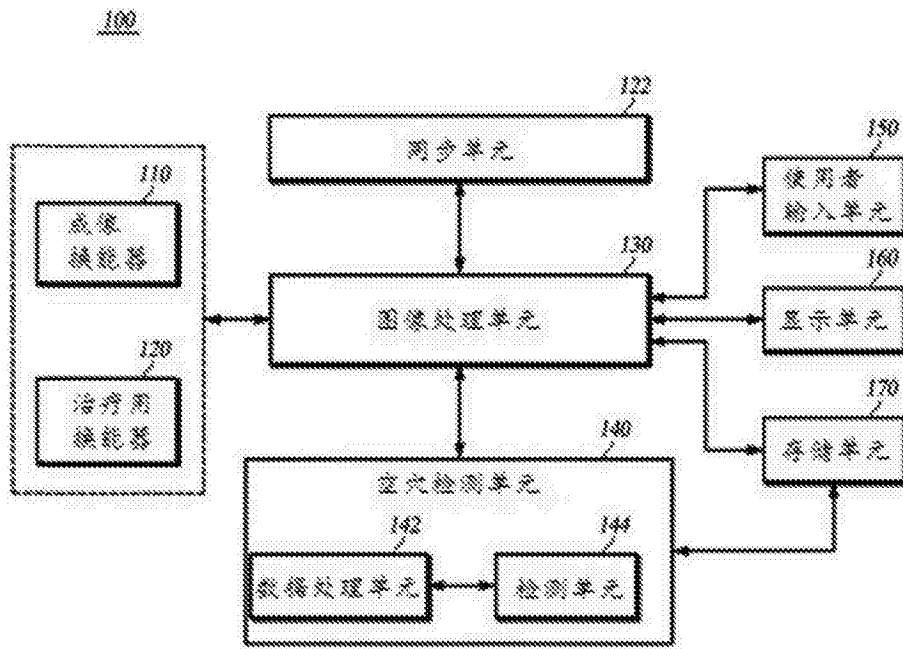 100
122
同步单元
110
成像
换能器
120
治疗用
换能器
130
图像处理单元
150
使用者
输入单元
160
显示单元
170
存储单元
140
空穴检测单元
142
数据处理单元
144
检测单元